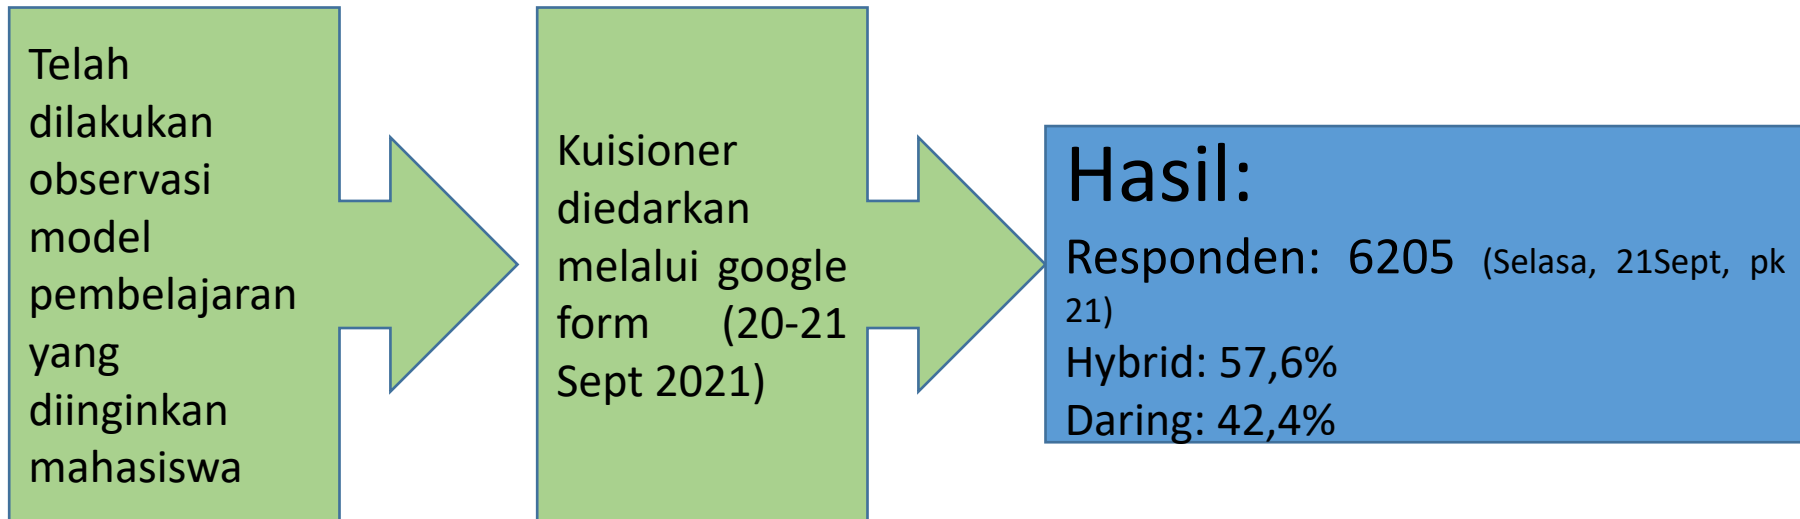 Telah
dilakukan
observasi
model
pembelajaran
yang
diinginkan
mahasiswa
Kuisioner
diedarkan
melalui google
form (20-21
Sept 2021)
Hasil:
Responden: 6205 (Selasa, 21Sept, pk
21)
Hybrid: 57,6%
Daring: 42,4%